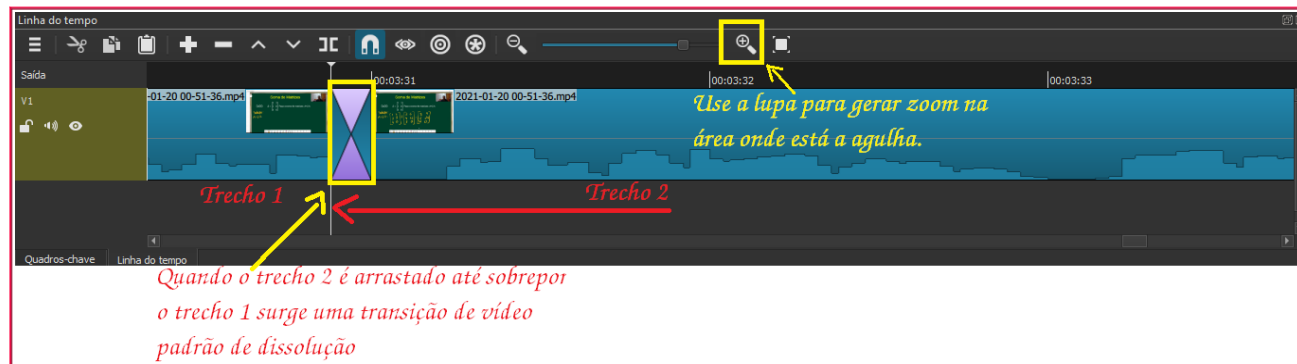 Linha do tempo
Saída
00:03:31
00:03:32
00:03:33
V1
-01-20 00-51-36.mp4
2021-01-20 00-51-36.mp4
Use a lupa para gerar zoom na
área onde está a agulha.
Trecho 1
Trecho 2
Quadros-chave
Linha do tempo
Quando o trecho 2 é arrastado até sobrepor
o trecho 1 surge uma transição de vídeo
padrão de dissolução